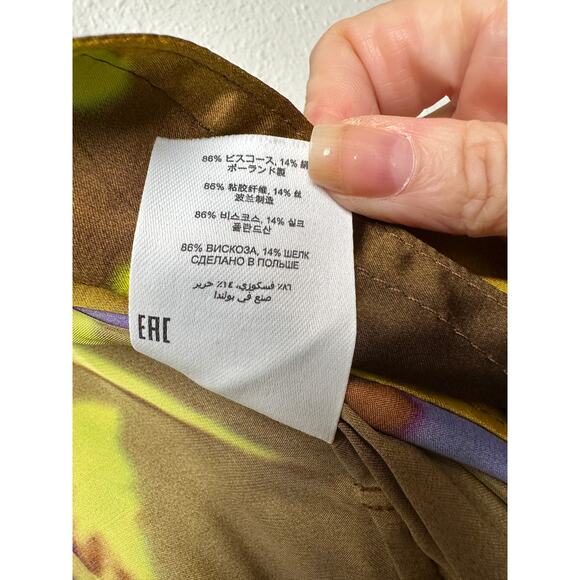 86% ビスコース, 14% 絹
ポーランド製
86% 粘胶纤维, 14% 丝
波兰制造
86% 비스코스, 14% 실크
폴란드산
86% ВИСКОЗА, 14% ШЕЛК
СДЕЛАНО В ПОЛЬШЕ
٨٦٪ فسكوزي، ١٤٪ حرير
صنع في بولندا
EAC